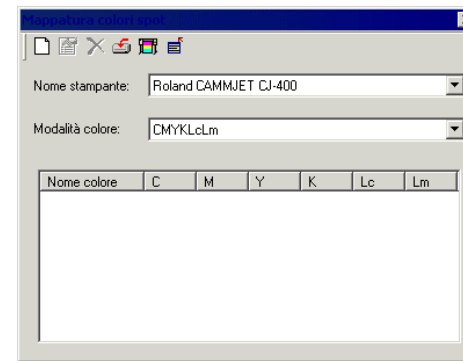 Mappatura colori spot
Nome stampante: Roland CAMMJET CJ-400
Modalità colore: CMYKLcLm
Nome colore C M Y K Lc Lm